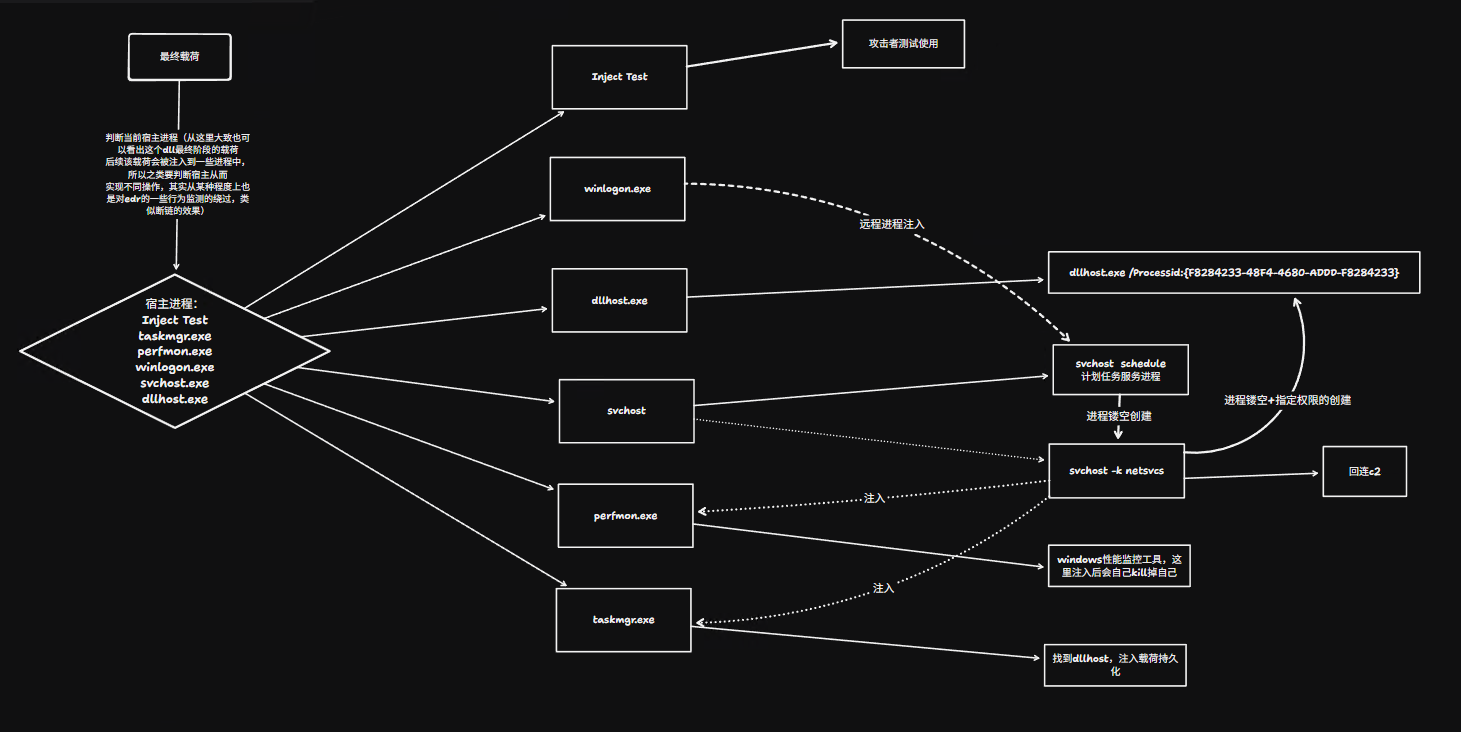 最终载荷
判断当前宿主进程（从这里大致也可
以看出这个dll最终阶段的载荷
后续该载荷会被注入到一些进程中，
所以之类要判断宿主从而
实现不同操作，其实从某种程度上也
是对edr的一些行为监测的绕过，类
似断链的效果）
宿主进程：
Inject Test
taskmgr.exe
perfmon.exe
winlogon.exe
svchost.exe
dllhost.exe
Inject Test
攻击者测试使用
winlogon.exe
远程进程注入
dllhost.exe
dllhost.exe /Processid:{F8284233-48F4-4680-ADDD-F8284233}
svchost
svchost schedule
计划任务服务进程
进程镂空创建
进程镂空+指定权限的创建
svchost -k netsvcs
回连c2
注入
perfmon.exe
windows性能监控工具，这
里注入后会自己kill掉自己
注入
taskmgr.exe
找到dllhost，注入载荷持久
化